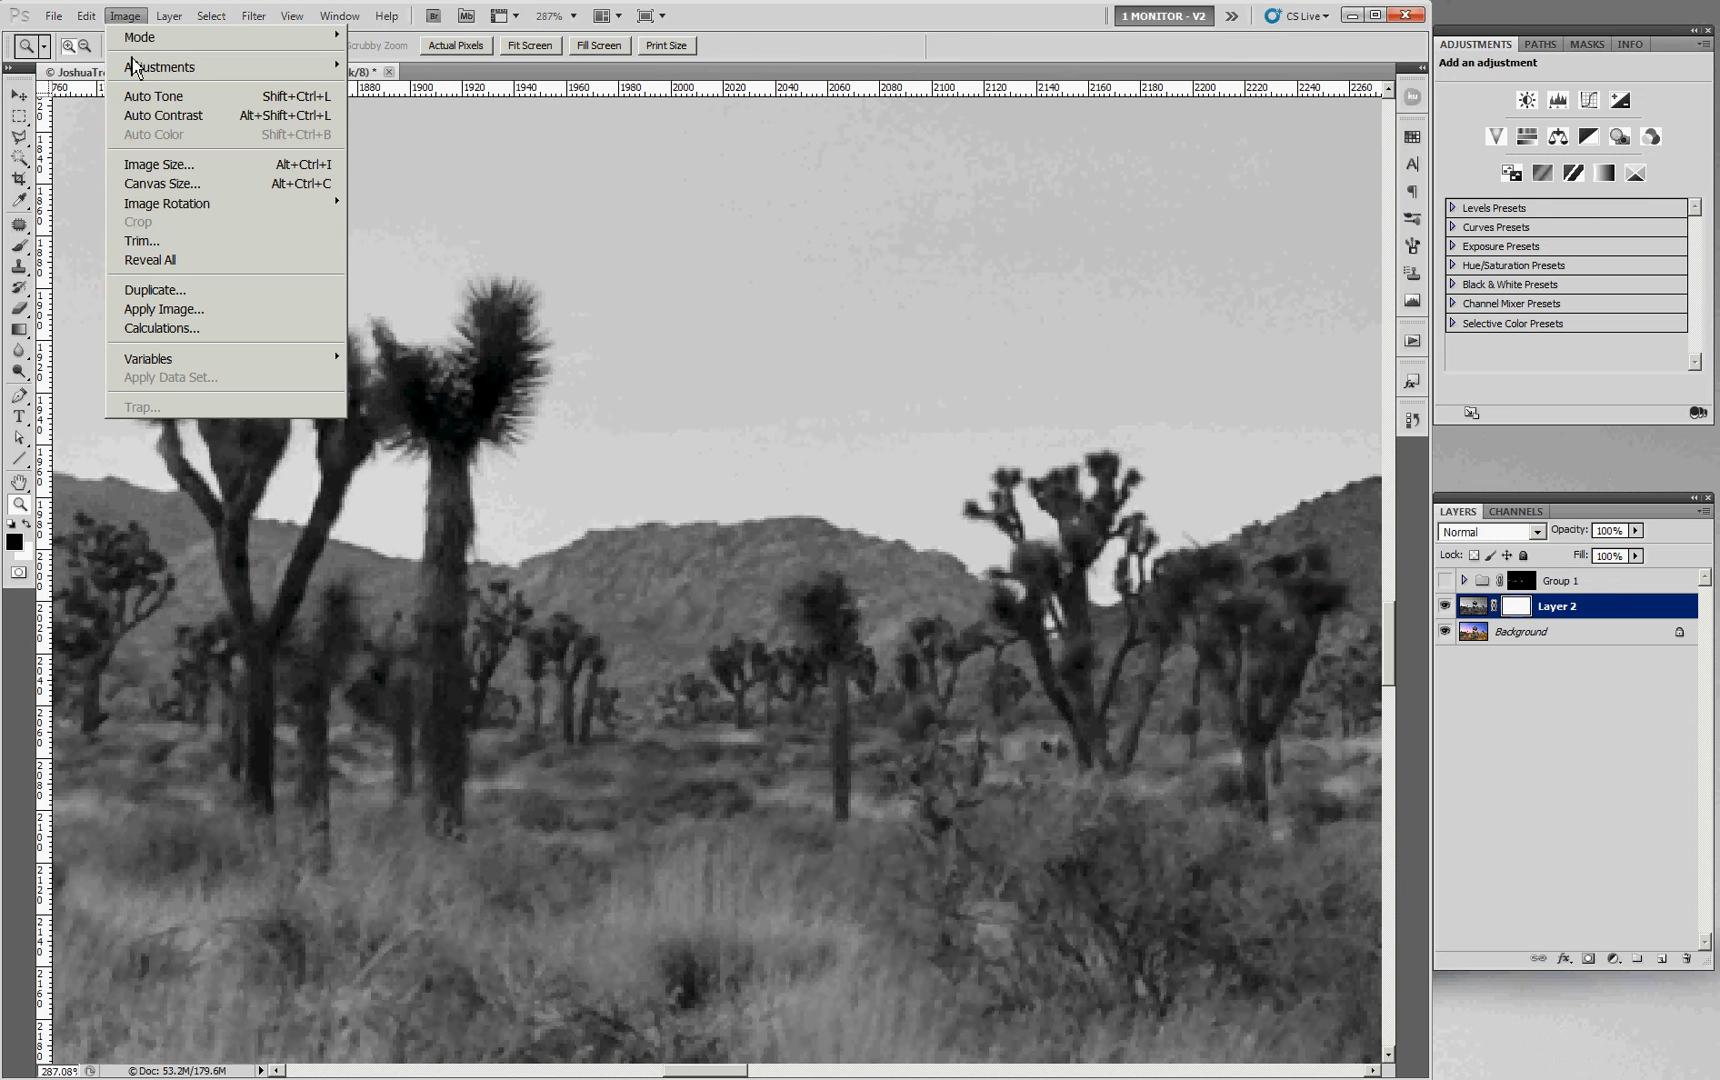 Ps File Edit Image Layer Select Filter View Window Help Br Mb 287% 1 MONITOR - V2 CS Live
Scrubby Zoom Actual Pixels Fit Screen Fill Screen Print Size
© JoshuaTre k/8) *
Mode
Adjustments
Auto Tone Shift+Ctrl+L
Auto Contrast Alt+Shift+Ctrl+L
Auto Color Shift+Ctrl+B
Image Size... Alt+Ctrl+I
Canvas Size... Alt+Ctrl+C
Image Rotation
Crop
Trim...
Reveal All
Duplicate...
Apply Image...
Calculations...
Variables
Apply Data Set...
Trap...
760 1880 1900 1920 1940 1960 1980 2000 2020 2040 2060 2080 2100 2120 2140 2160 2180 2200 2220 2240 2260
ADJUSTMENTS PATHS MASKS INFO
Add an adjustment
Levels Presets
Curves Presets
Exposure Presets
Hue/Saturation Presets
Black & White Presets
Channel Mixer Presets
Selective Color Presets
LAYERS CHANNELS
Normal Opacity: 100%
Lock: Fill: 100%
Group 1
Layer 2
Background
287.08% © Doc: 53.2M/179.6M